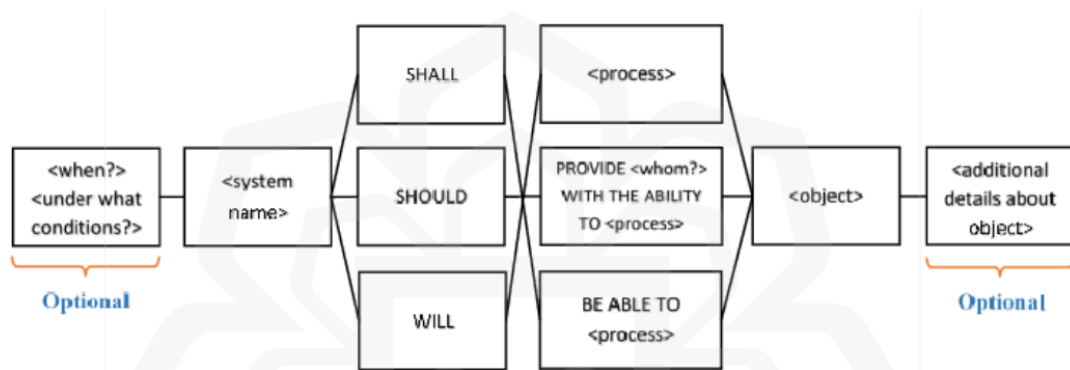 <when?>
<under what
conditions?>
Optional
<system
name>
SHALL
SHOULD
WILL
<process>
PROVIDE <whom?>
WITH THE ABILITY
TO <process>
BE ABLE TO
<process>
<object>
<additional
details about
object>
Optional